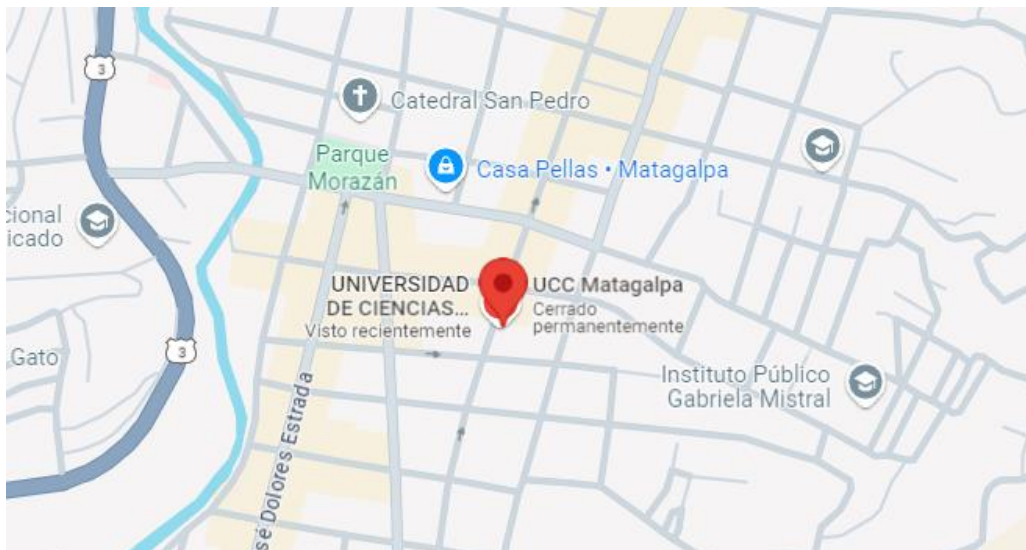 3
Catedral San Pedro
Parque
Morazán
Casa Pellas • Matagalpa
cional
icado
UNIVERSIDAD
DE CIENCIAS...
Visto recientemente
UCC Matagalpa
Cerrado
permanentemente
3
Gato
Instituto Público
Gabriela Mistral
sé Dolores Estrada